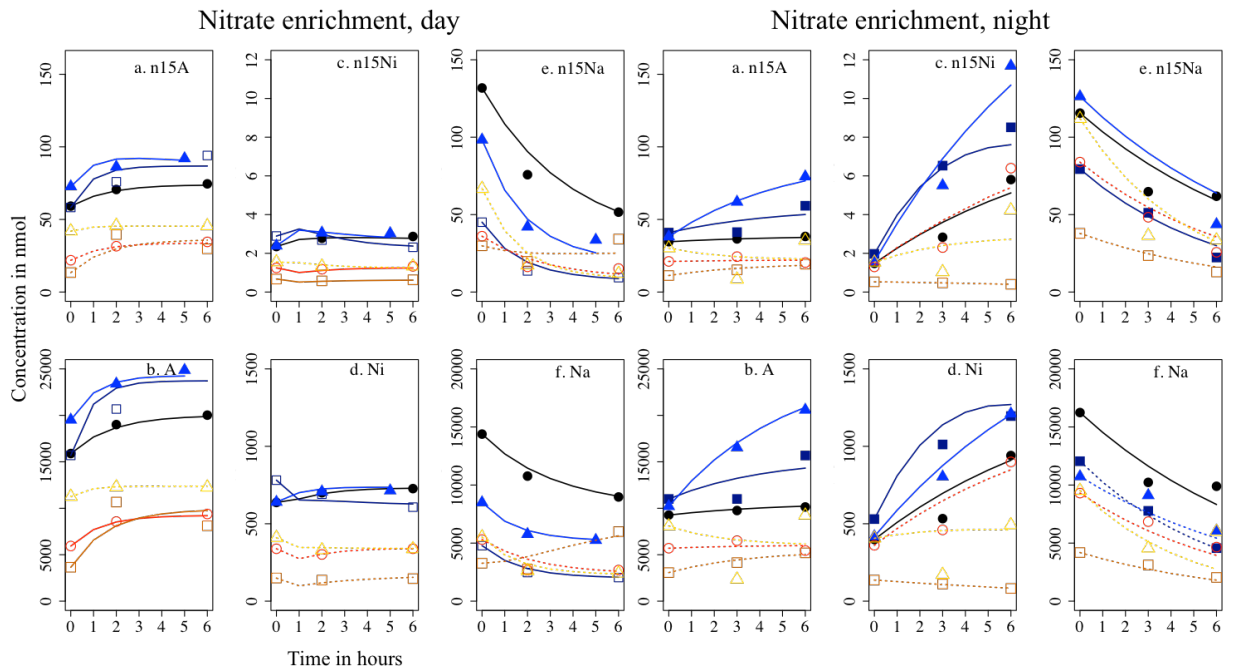 Nitrate enrichment, day
Nitrate enrichment, night
Concentration in nmol
a. n15A
0 50 100 150
0 1 2 3 4 5 6
c. n15Ni
0 2 4 6 8 10 12
0 1 2 3 4 5 6
e. n15Na
0 50 100 150
0 1 2 3 4 5 6
a. n15A
0 50 100 150
0 1 2 3 4 5 6
c. n15Ni
0 2 4 6 8 10 12
0 1 2 3 4 5 6
e. n15Na
0 50 100 150
0 1 2 3 4 5 6
b. A
0 5000 15000 25000
0 1 2 3 4 5 6
d. Ni
0 500 1000 1500
0 1 2 3 4 5 6
f. Na
0 5000 10000 15000 20000
0 1 2 3 4 5 6
b. A
0 5000 15000 25000
0 1 2 3 4 5 6
d. Ni
0 500 1000 1500
0 1 2 3 4 5 6
f. Na
0 5000 10000 15000 20000
0 1 2 3 4 5 6
Time in hours